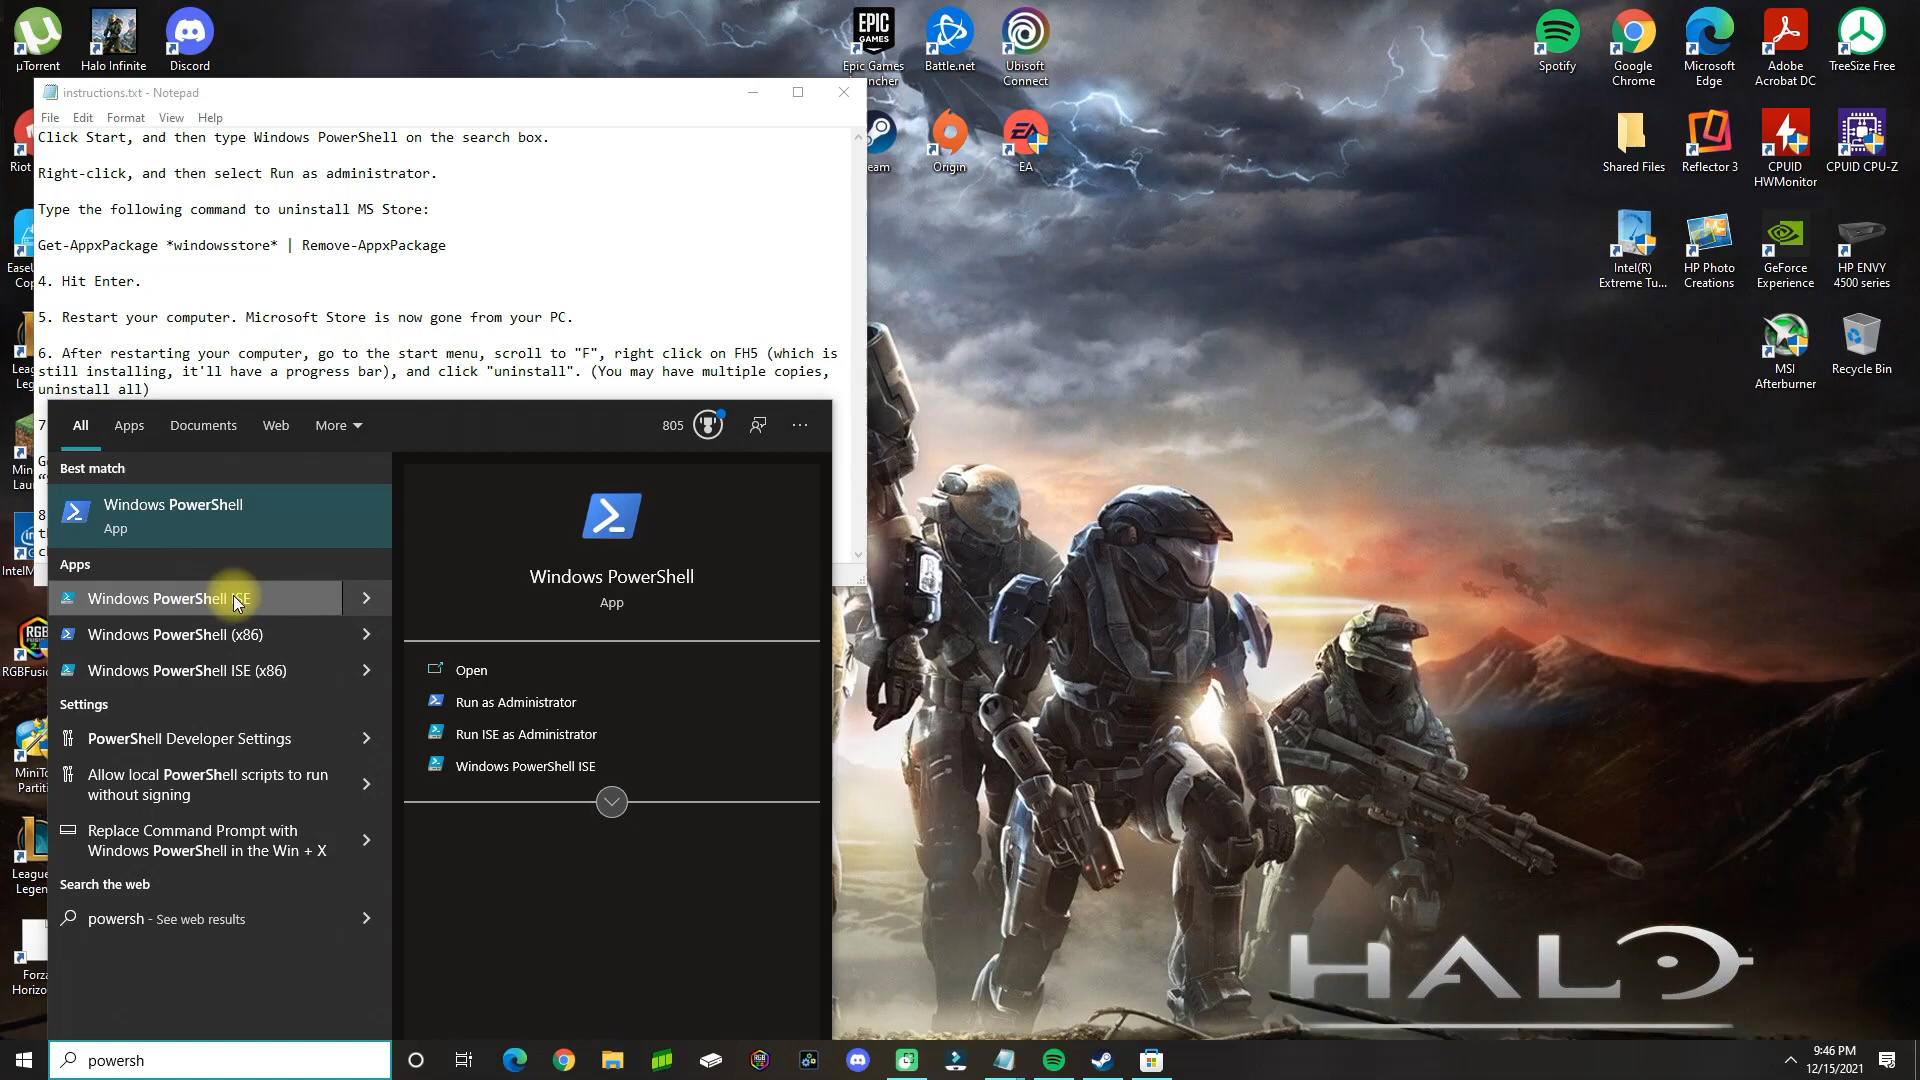 µTorrent
Halo Infinite
Discord
Epic Games
Battle.net
Ubisoft
Connect
Spotify
Google
Chrome
Microsoft
Edge
Adobe
Acrobat DC
TreeSize Free
EPIC
GAMES
instructions.txt - Notepad
File Edit Format View Help
Click Start, and then type Windows PowerShell on the search box.
Right-click, and then select Run as administrator.
Type the following command to uninstall MS Store:
Get-AppxPackage *windowsstore* | Remove-AppxPackage
4. Hit Enter.
5. Restart your computer. Microsoft Store is now gone from your PC.
6. After restarting your computer, go to the start menu, scroll to "F", right click on FH5 (which is
still installing, it'll have a progress bar), and click "uninstall". (You may have multiple copies,
uninstall all)
7
8
Riot
Origin
EA
EA
Shared Files
Reflector 3
CPUID
HWMonitor
CPUID CPU-Z
Intel(R)
Extreme Tu...
HP Photo
Creations
GeForce
Experience
HP ENVY
4500 series
MSI
Afterburner
Recycle Bin
All Apps Documents Web More
805
Best match
Windows PowerShell
App
Apps
Windows PowerShell ISE
Windows PowerShell (x86)
Windows PowerShell ISE (x86)
Settings
PowerShell Developer Settings
Allow local PowerShell scripts to run
without signing
Replace Command Prompt with
Windows PowerShell in the Win + X
Search the web
powersh - See web results
Windows PowerShell
App
Open
Run as Administrator
Run ISE as Administrator
Windows PowerShell ISE
HALO
powersh
9:46 PM
12/15/2021